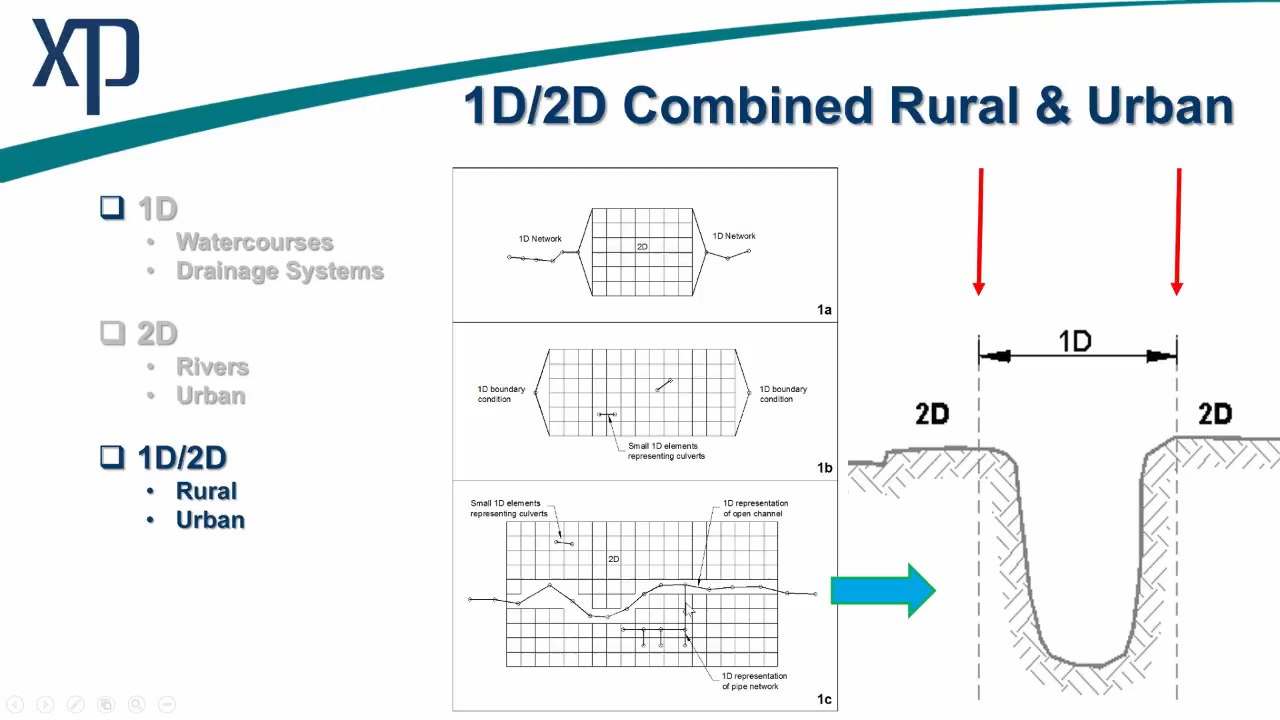 XP
1D/2D Combined Rural & Urban
1D
• Watercourses
• Drainage Systems
2D
• Rivers
• Urban
1D/2D
• Rural
• Urban
1D Network
2D
1D Network
1a
1D boundary
condition
1D boundary
condition
Small 1D elements
representing culverts
1b
Small 1D elements
representing culverts
1D representation
of open channel
2D
1D representation
of pipe network
1c
1D
2D
2D